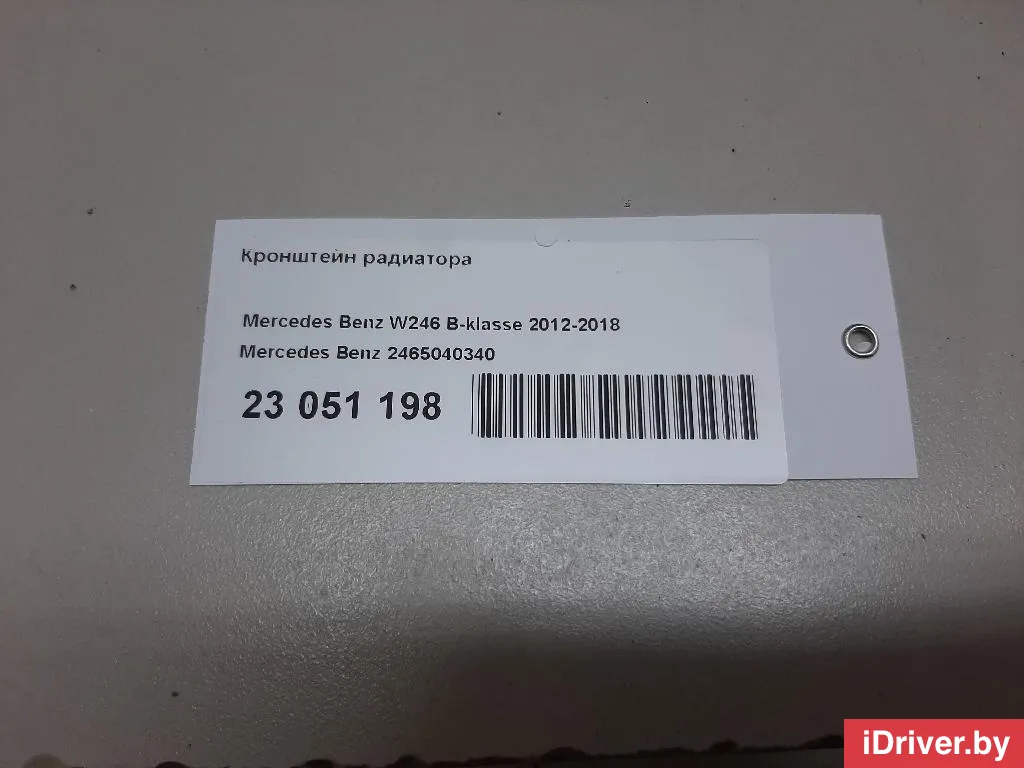 Кронштейн радиатора
Mercedes Benz W246 B-klasse 2012-2018
Mercedes Benz 2465040340
23 051 198
iDriver.by